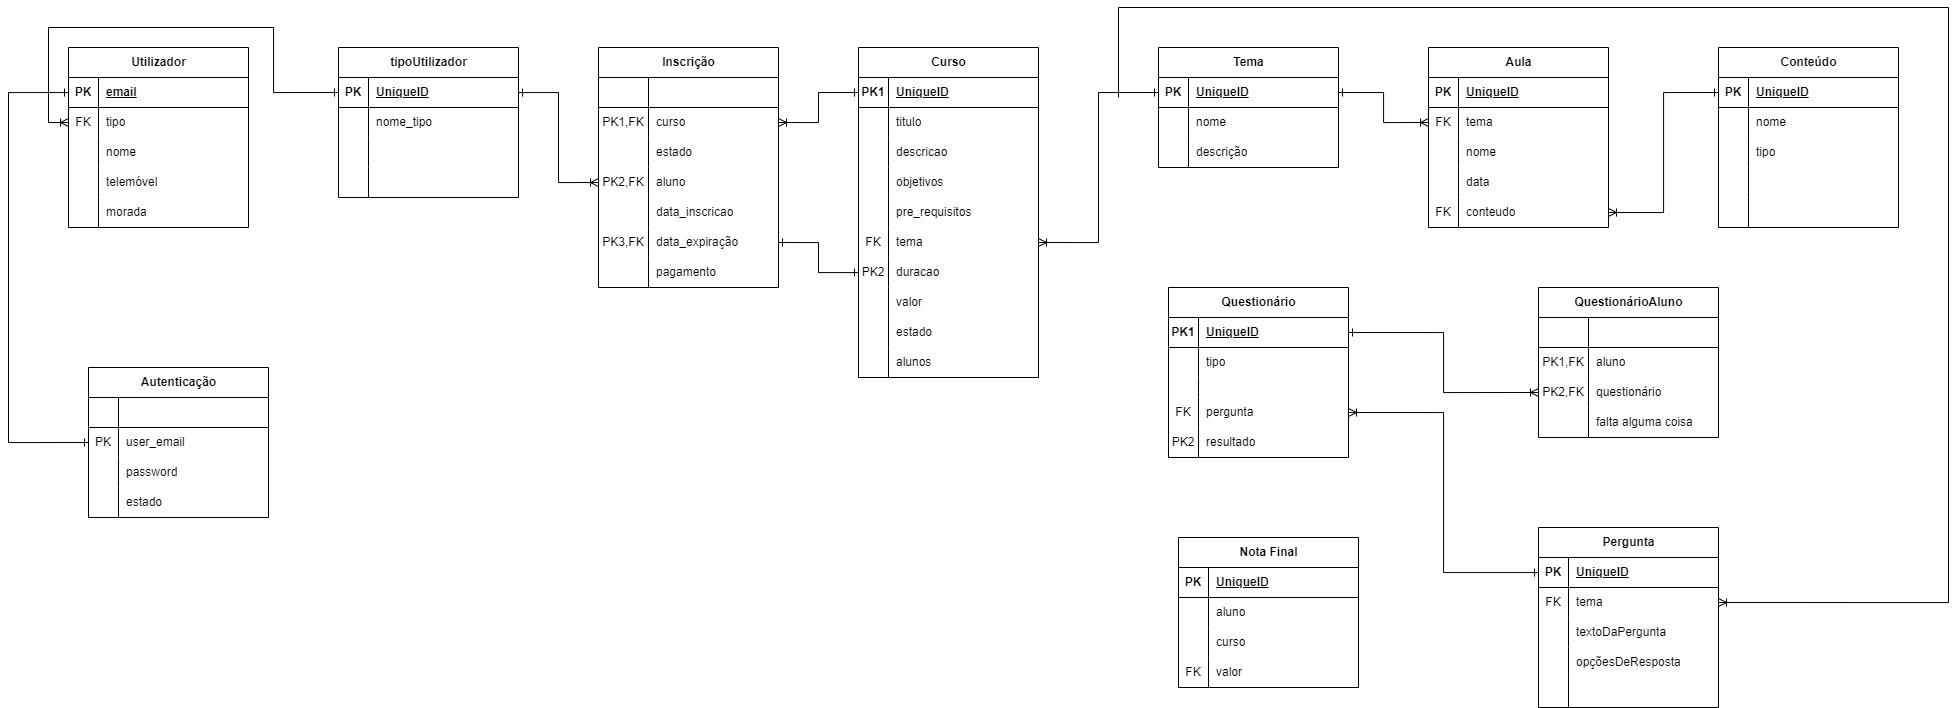 Utilizador
PK email
FK tipo
nome
telemóvel
morada
tipoUtilizador
PK UniqueID
nome_tipo
Inscrição
PK1,FK curso
estado
PK2,FK aluno
data_inscricao
PK3,FK data_expiração
pagamento
Curso
PK1 UniqueID
titulo
descricao
objetivos
pre_requisitos
FK tema
PK2 duracao
valor
estado
alunos
Tema
PK UniqueID
nome
descrição
Aula
PK UniqueID
FK tema
nome
data
FK conteudo
Conteúdo
PK UniqueID
nome
tipo
Autenticação
PK user_email
password
estado
Questionário
PK1 UniqueID
tipo
FK pergunta
PK2 resultado
QuestionárioAluno
PK1,FK aluno
PK2,FK questionário
falta alguma coisa
Nota Final
PK UniqueID
aluno
curso
FK valor
Pergunta
PK UniqueID
FK tema
textoDaPergunta
opçõesDeResposta